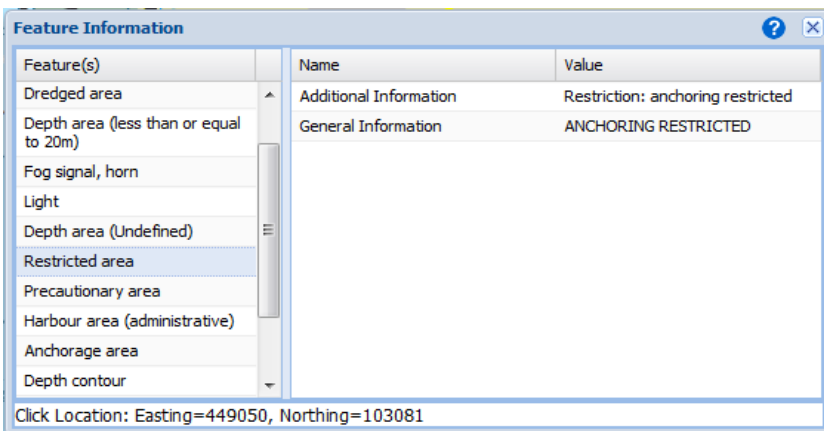 Feature Information
Feature(s)
Name
Value
Dredged area
Additional Information
Restriction: anchoring restricted
Depth area (less than or equal
to 20m)
General Information
ANCHORING RESTRICTED
Fog signal, horn
Light
Depth area (Undefined)
Restricted area
Precautionary area
Harbour area (administrative)
Anchorage area
Depth contour
Click Location: Easting=449050, Northing=103081